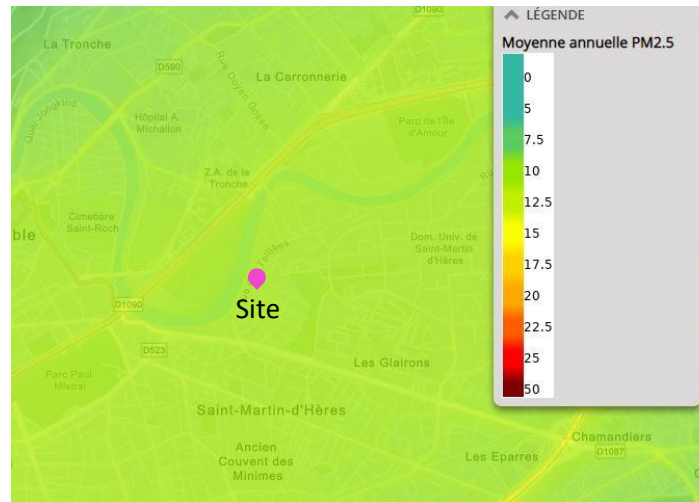 D1090
La Tronche
D590
Rue Doyen Gosse
La Carronnerie
Quai Jongkind
Hôpital A.
Michallon
Parc de l'Île
d'Amour
Z.A. de la
Tronche
Cimetière
Saint-Roch
ble
Taillées
Dom. Univ. de
Saint-Martin
d'Hères
Site
D1090
D523
Les Glairons
Parc Paul
Mistral
Saint-Martin-d'Hères
Ancien
Couvent des
Minimes
Les Eparres
Chamandiers
D1087
LÉGENDE
Moyenne annuelle PM2.5
0
5
7.5
10
12.5
15
17.5
20
22.5
25
50